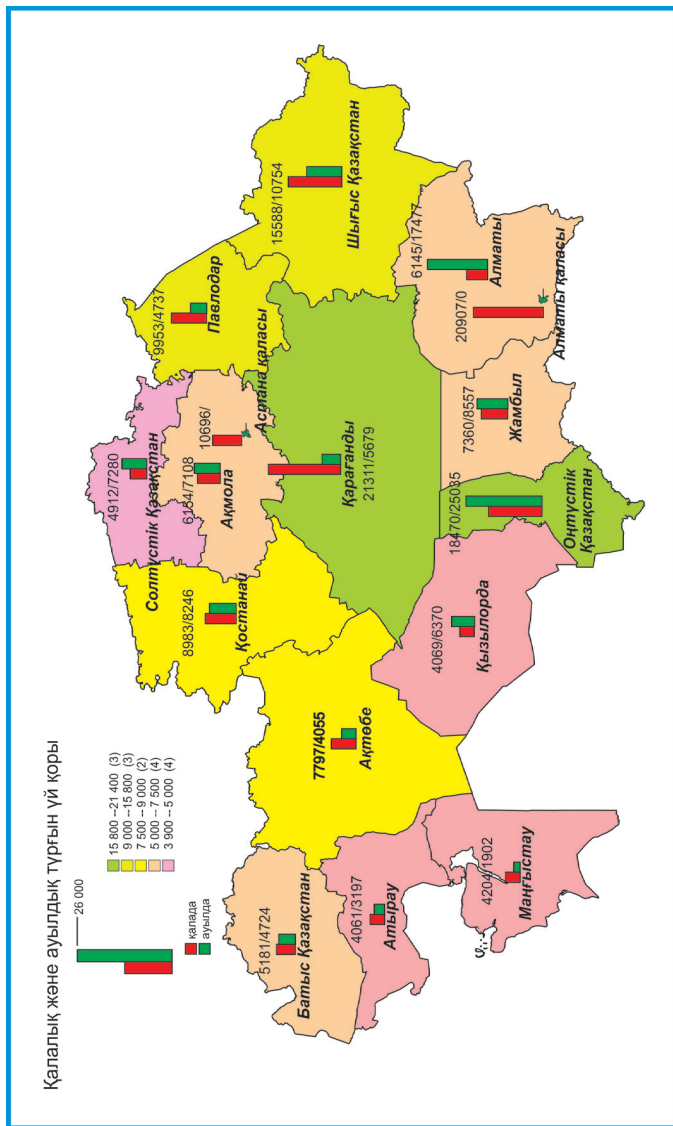 Қалалық және ауылдық тұрғын үй қоры
26 000
қалада
ауылда
15 800 – 21 400 (3)
9 000 – 15 800 (3)
7 500 – 9 000 (2)
5 000 – 7 500 (4)
3 900 – 5 000 (4)
5181/4724
Батыс Қазақстан
4061/3197
Атырау
4204/1902
Маңғыстау
7797/4055
Ақтөбе
8983/8246
Қостанай
4912/7280
Солтүстік Қазақстан
6154/7108
Ақмола
10696/
Астана қаласы
9953/4737
Павлодар
15588/10754
Шығыс Қазақстан
Қарағанды
21311/5679
4069/6370
Қызылорда
18470/25035
Оңтүстік
Қазақстан
7360/8557
Жамбыл
6145/17477
Алматы
20907/0
Алматы қаласы